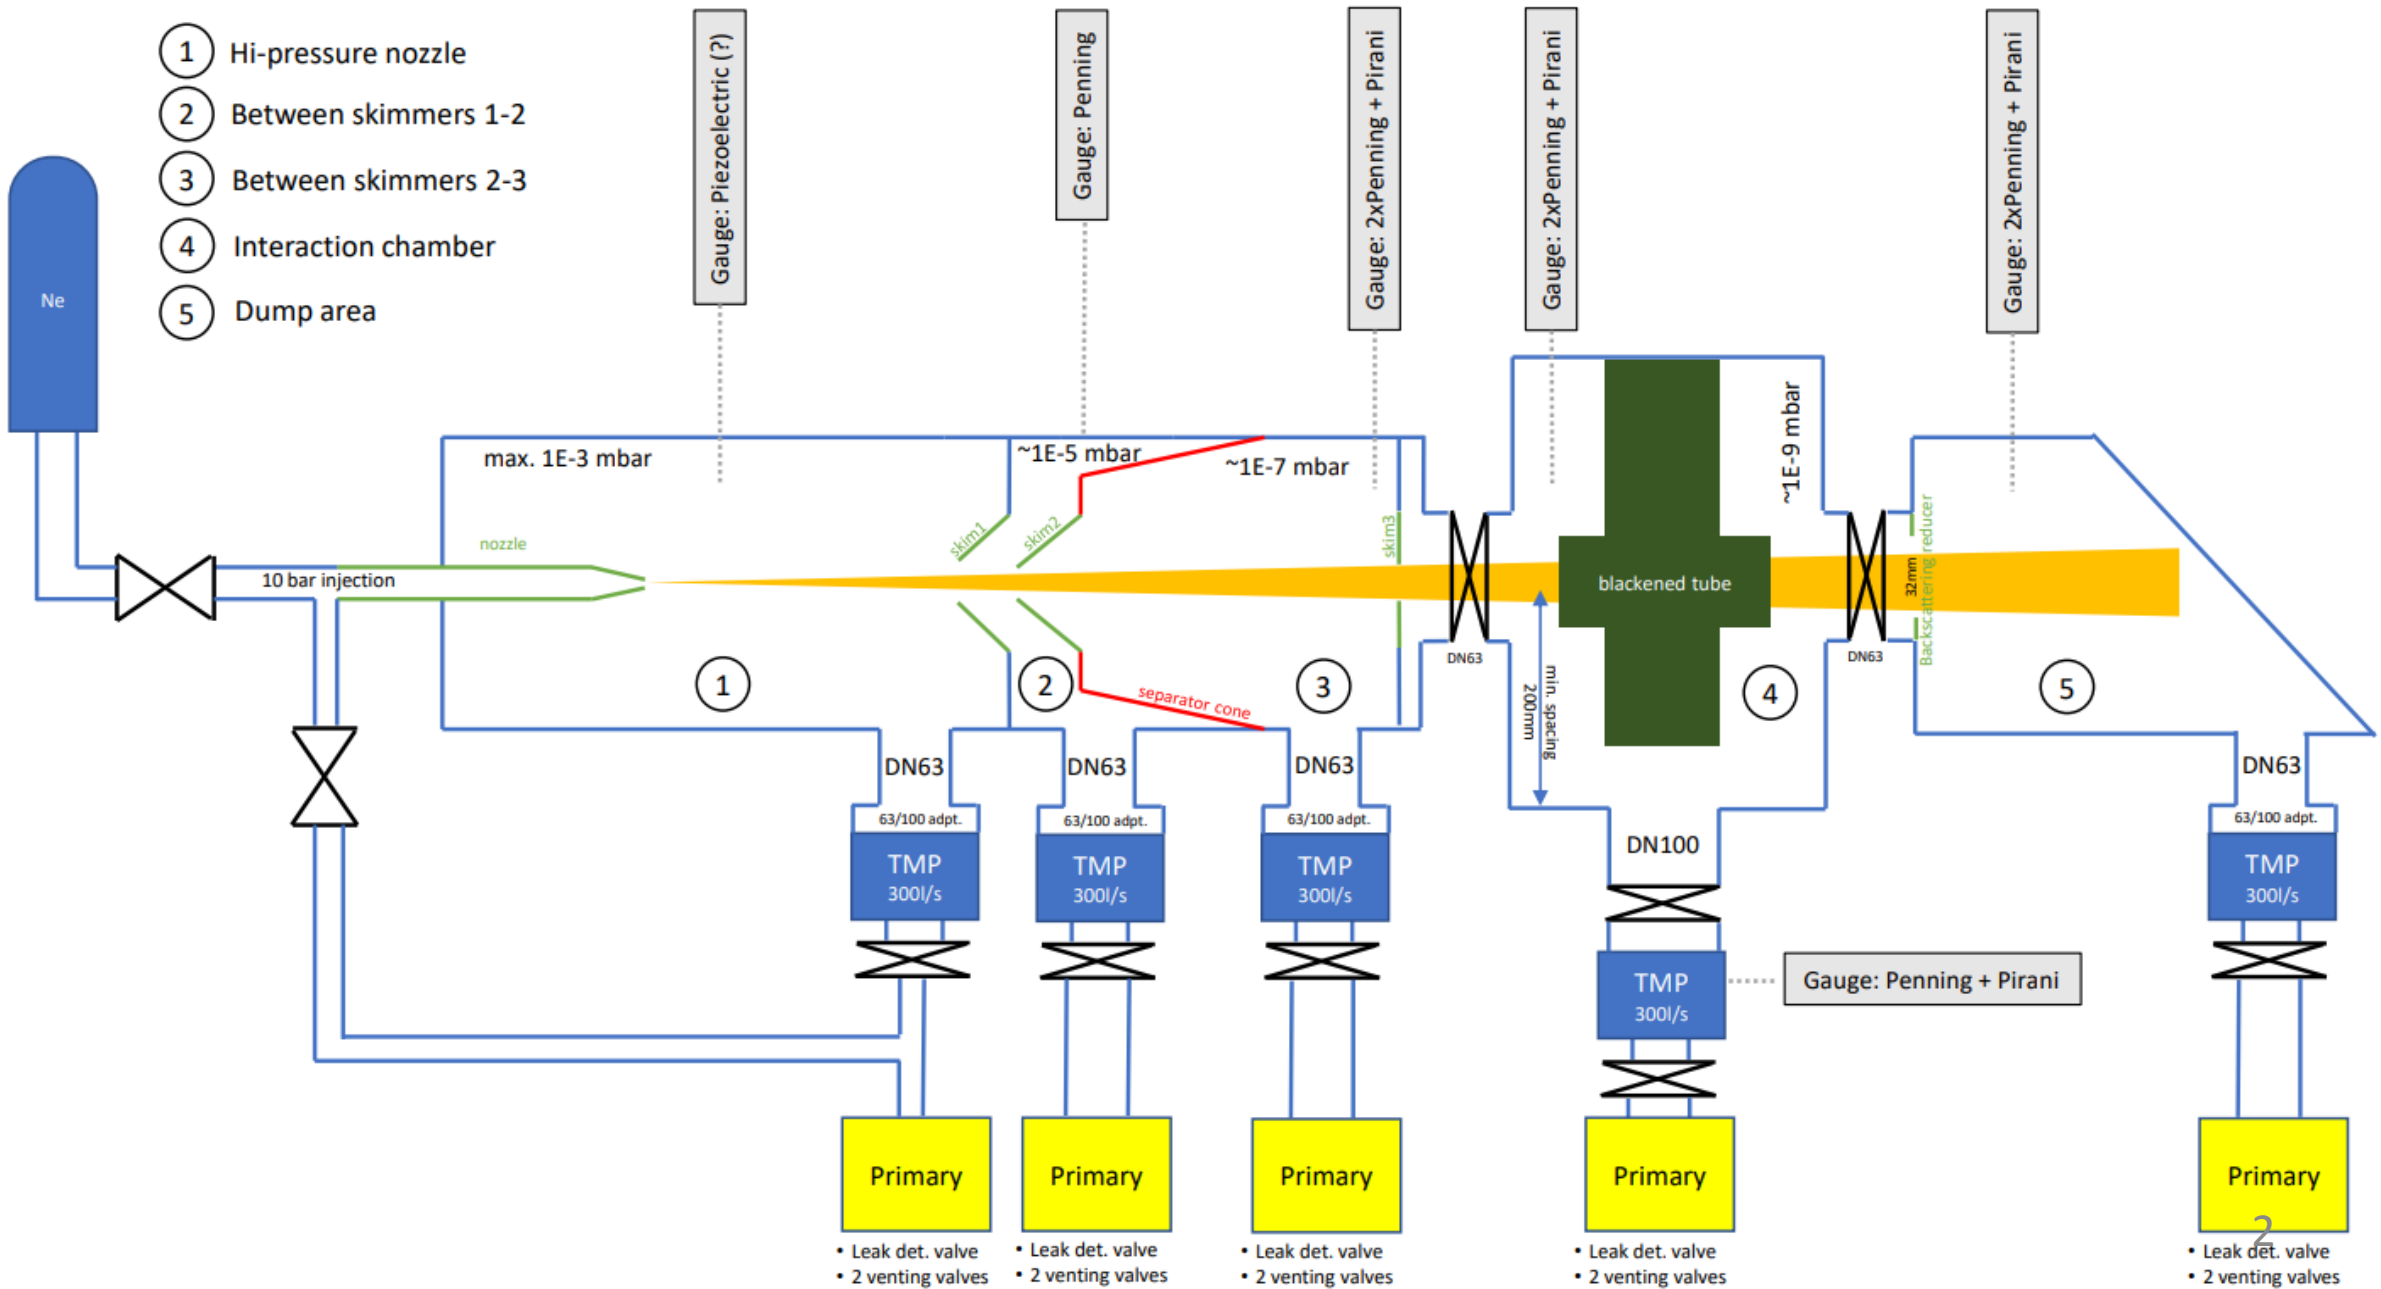 1 Hi-pressure nozzle
2 Between skimmers 1-2
3 Between skimmers 2-3
4 Interaction chamber
5 Dump area
Ne
Gauge: Piezoelectric (?)
Gauge: Penning
Gauge: 2xPenning + Pirani
Gauge: 2xPenning + Pirani
Gauge: 2xPenning + Pirani
max. 1E-3 mbar
~1E-5 mbar
~1E-7 mbar
~1E-9 mbar
nozzle
skim1
skim2
skim3
10 bar injection
blackened tube
32mm
Backscattering reducer
DN63
DN63
1
2
3
4
5
separator cone
min. spacing
200mm
DN63
DN63
DN63
DN100
DN63
63/100 adpt.
63/100 adpt.
63/100 adpt.
63/100 adpt.
TMP
300l/s
TMP
300l/s
TMP
300l/s
TMP
300l/s
TMP
300l/s
Gauge: Penning + Pirani
Primary
Primary
Primary
Primary
Primary
• Leak det. valve
• 2 venting valves
• Leak det. valve
• 2 venting valves
• Leak det. valve
• 2 venting valves
• Leak det. valve
• 2 venting valves
2
• Leak det. valve
• 2 venting valves